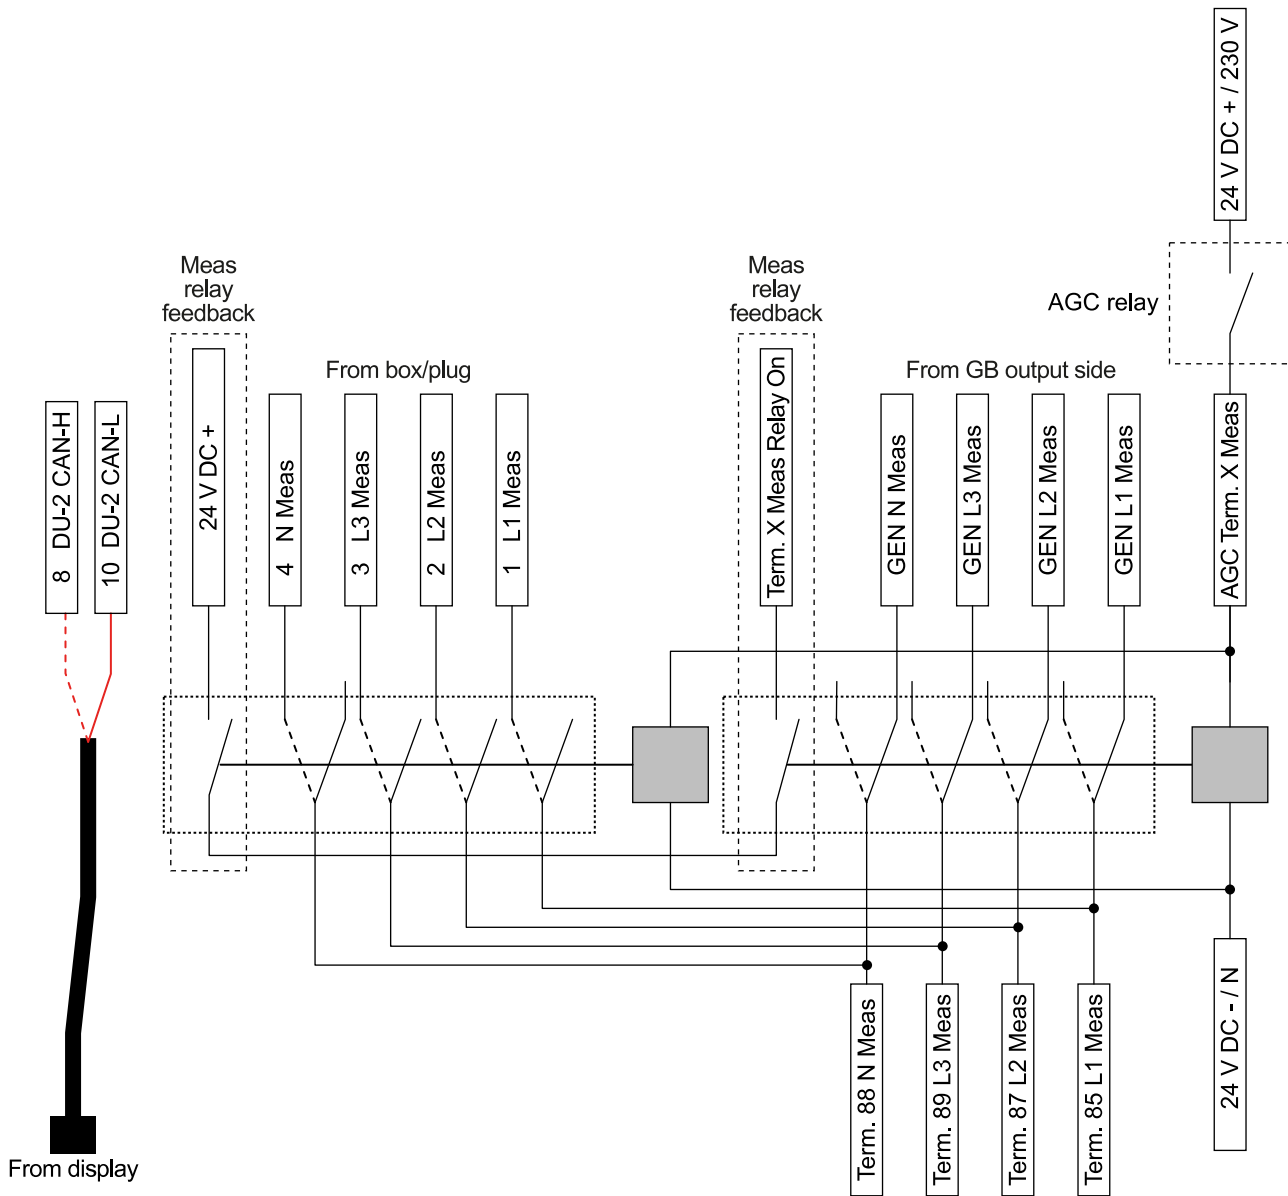 24 V DC + / 230 V
Meas
relay
feedback
Meas
relay
feedback
AGC relay
From box/plug
From GB output side
8 DU-2 CAN-H
10 DU-2 CAN-L
24 V DC +
4 N Meas
3 L3 Meas
2 L2 Meas
1 L1 Meas
Term. X Meas Relay On
GEN N Meas
GEN L3 Meas
GEN L2 Meas
GEN L1 Meas
AGC Term. X Meas
Term. 88 N Meas
Term. 89 L3 Meas
Term. 87 L2 Meas
Term. 85 L1 Meas
24 V DC - / N
From display